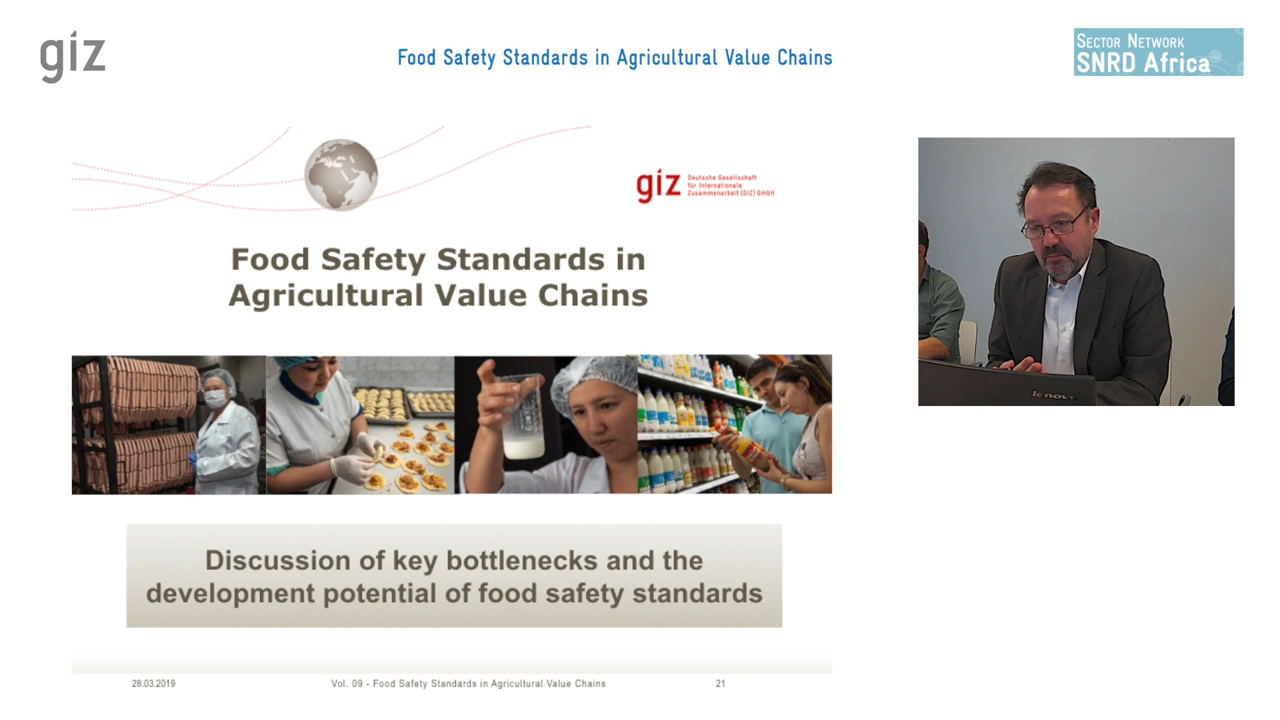 giz
Food Safety Standards in Agricultural Value Chains
SECTOR NETWORK
SNRD Africa
giz
Deutsche Gesellschaft
für Internationale
Zusammenarbeit (GIZ) GmbH
Food Safety Standards in
Agricultural Value Chains
lenovo
Discussion of key bottlenecks and the
development potential of food safety standards
28.03.2019
Vol. 09 - Food Safety Standards in Agricultural Value Chains
21